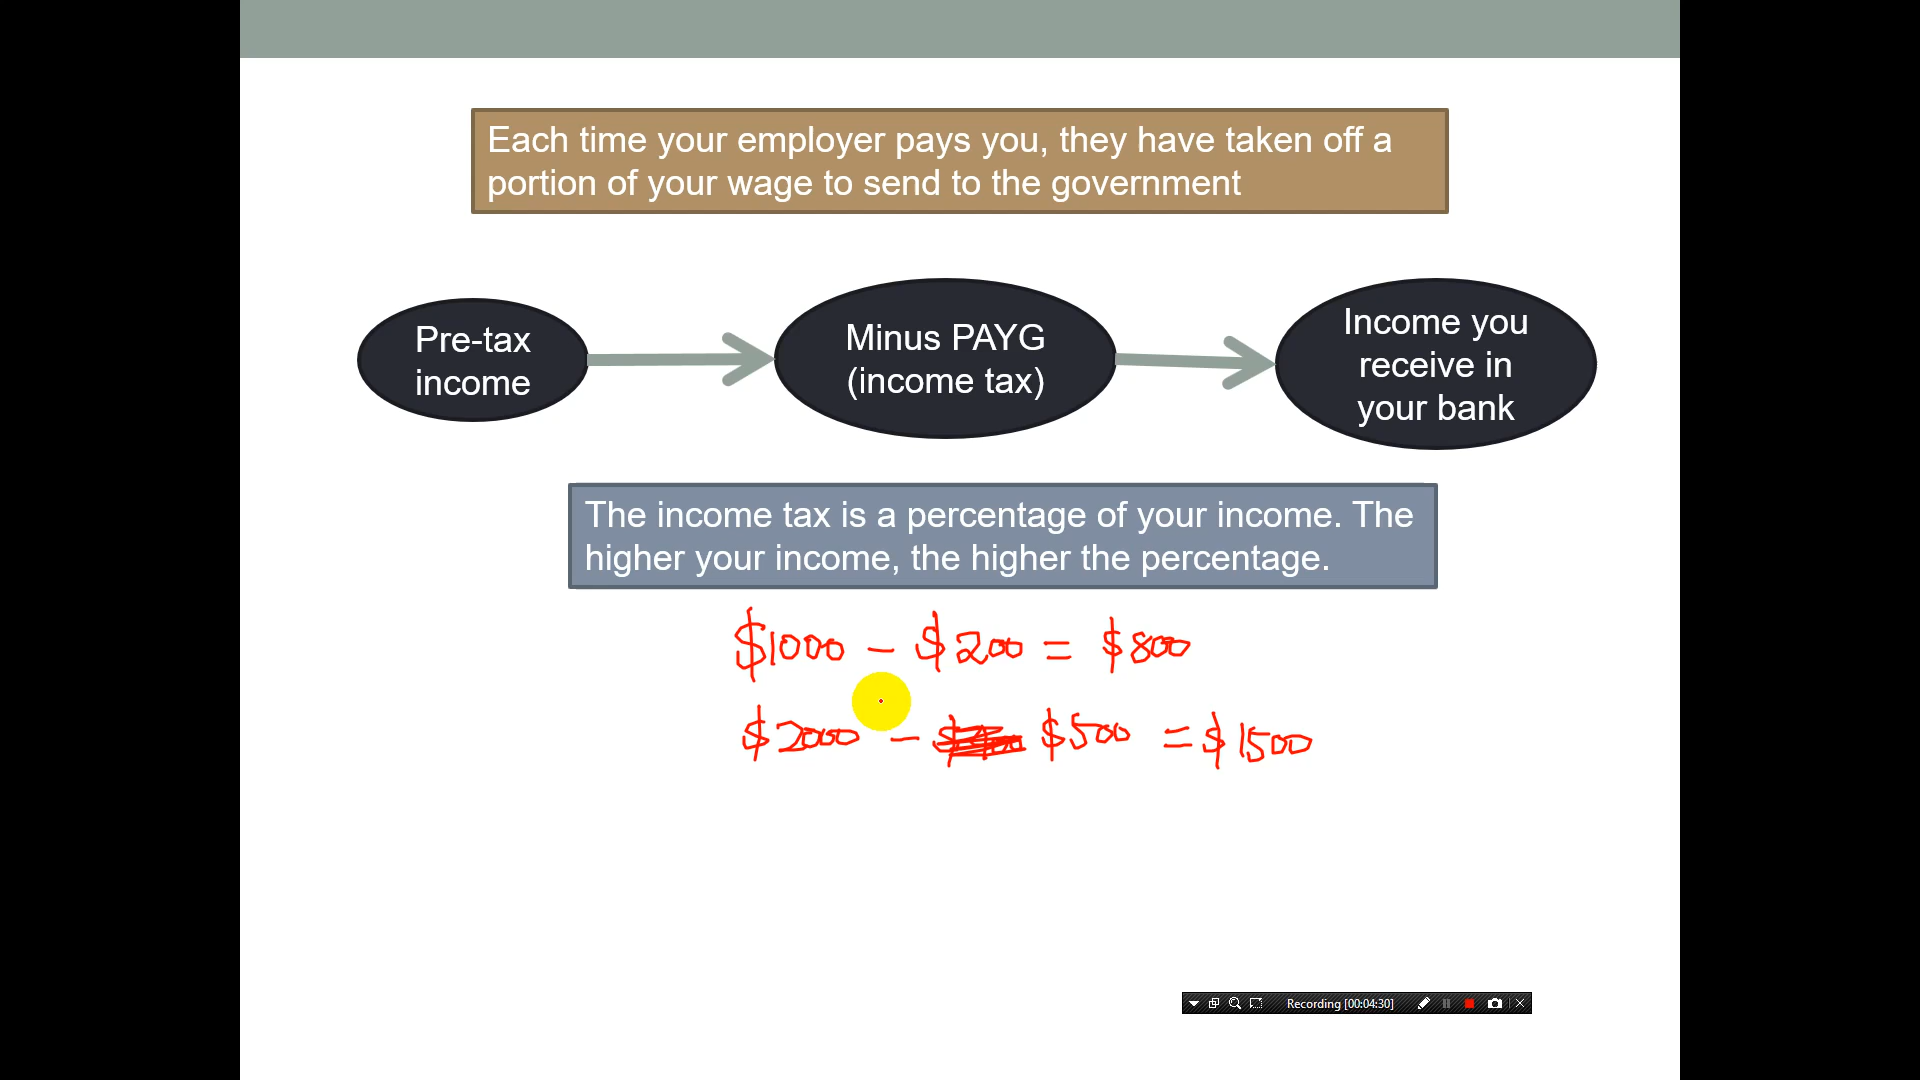 Each time your employer pays you, they have taken off a
portion of your wage to send to the government
Pre-tax
income
Minus PAYG
(income tax)
Income you
receive in
your bank
The income tax is a percentage of your income. The
higher your income, the higher the percentage.
$1000 - $200 = $800
$2000 - $500 = $1500
Recording [00:04:30]